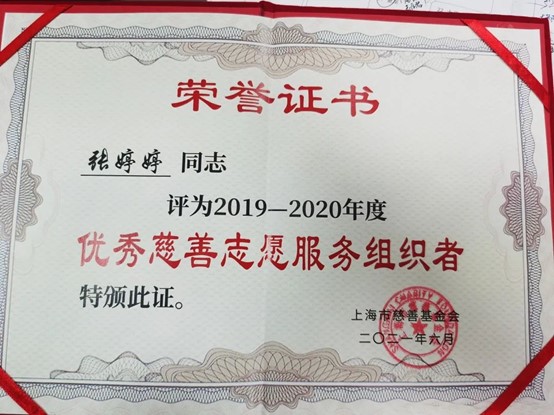 荣誉证书
张婷婷 同志
评为2019—2020年度
优秀慈善志愿服务组织者
特颁此证。
上海市慈善基金会
二〇二一年六月